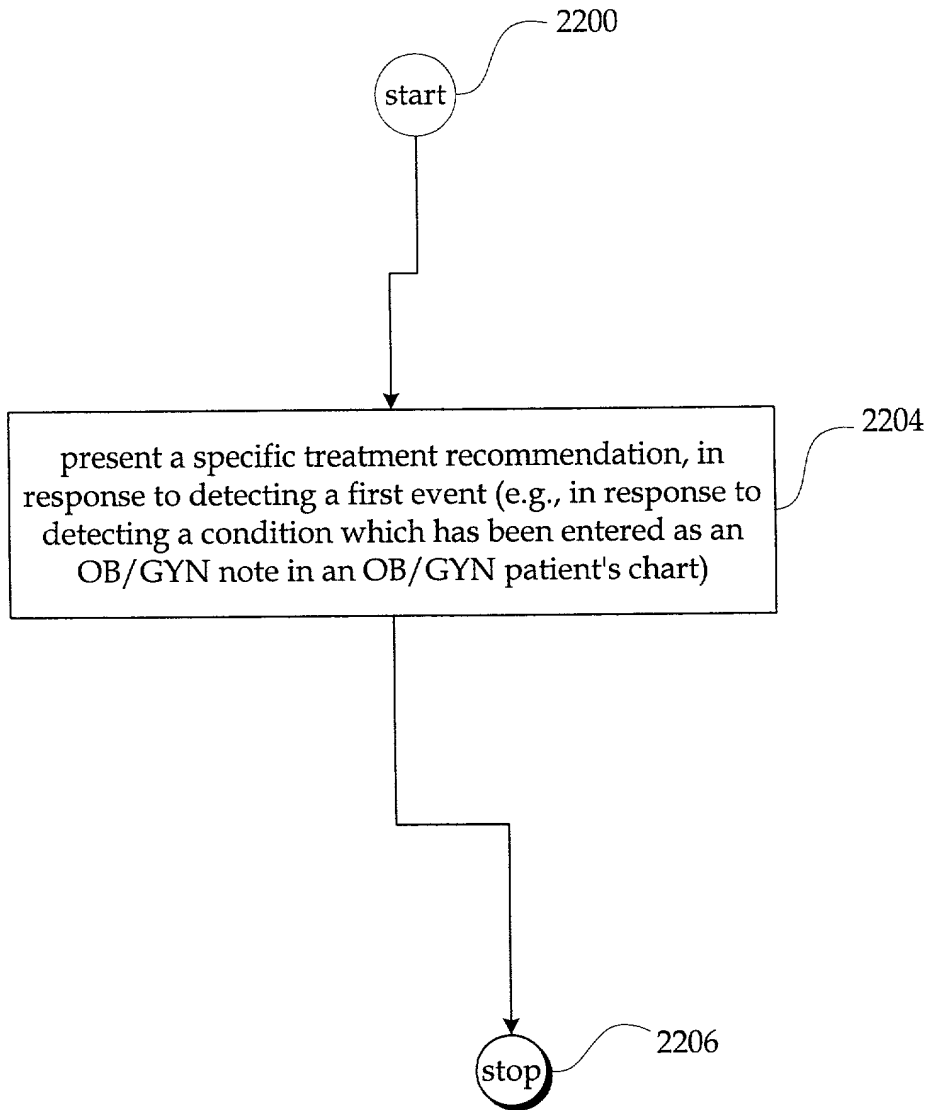 2200
start
2204
present a specific treatment recommendation, in
response to detecting a first event (e.g., in response to
detecting a condition which has been entered as an
OB/GYN note in an OB/GYN patient's chart)
2206
stop